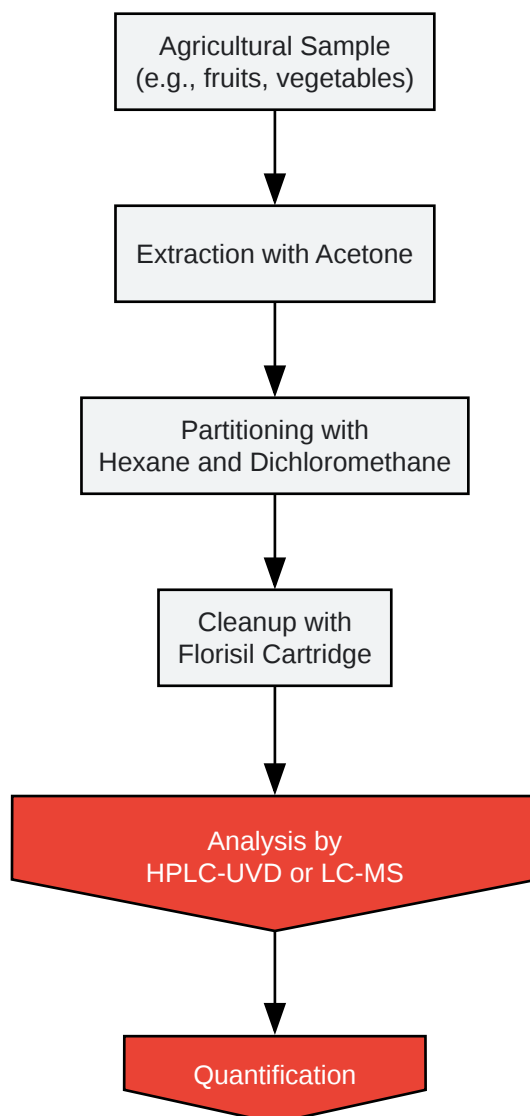 Agricultural Sample
(e.g., fruits, vegetables)
Extraction with Acetone
Partitioning with
Hexane and Dichloromethane
Cleanup with
Florisil Cartridge
Analysis by
HPLC-UVD or LC-MS
Quantification